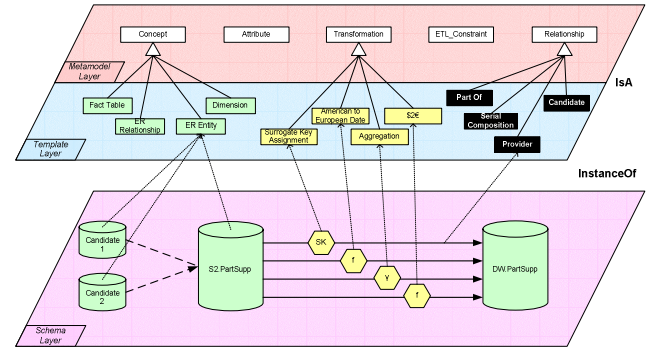 Concept
Attribute
Transformation
ETL_Constraint
Relationship
Metamodel
Layer
IsA
Fact Table
Dimension
ER
Relationship
ER Entity
American to
European Date
$2€
Surrogate Key
Assignment
Aggregation
Part Of
Candidate
Serial
Composition
Provider
Template
Layer
InstanceOf
Candidate
1
S2.PartSupp
SK
f
γ
f
DW.PartSupp
Candidate
2
Schema
Layer